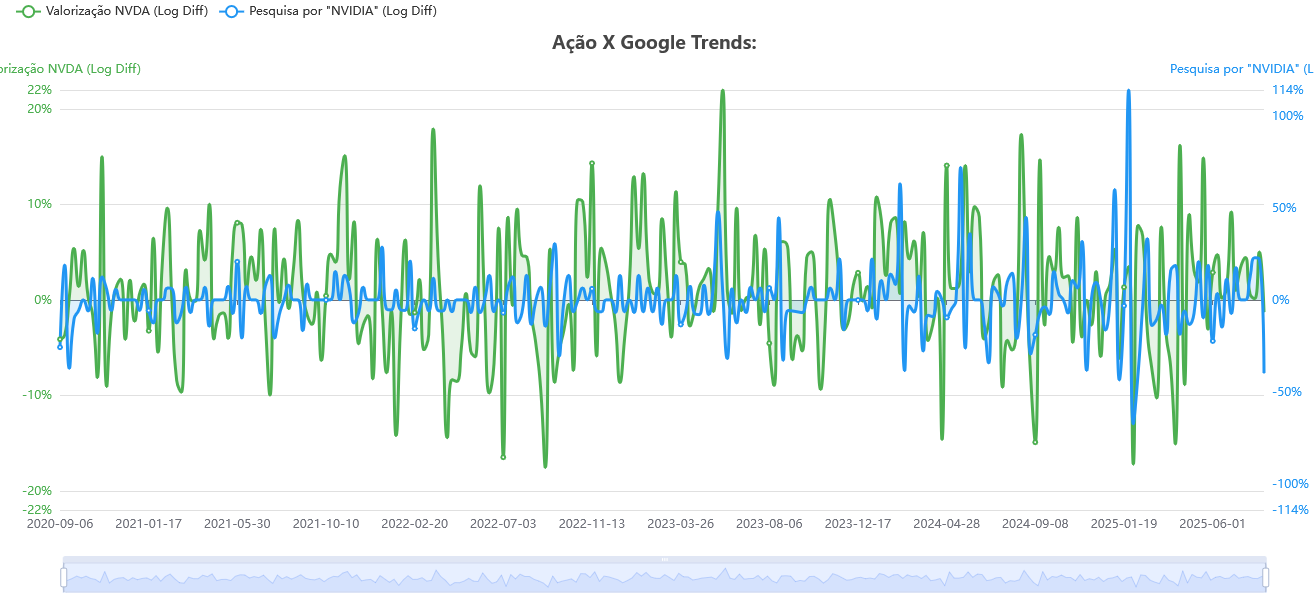 Valorização NVDA (Log Diff) Pesquisa por "NVIDIA" (Log Diff)
Ação X Google Trends:
orização NVDA (Log Diff) Pesquisa por "NVIDIA" (L
22% 114%
20% 100%
10% 50%
0% 0%
-10% -50%
-20% -100%
-22% -114%
2020-09-06 2021-01-17 2021-05-30 2021-10-10 2022-02-20 2022-07-03 2022-11-13 2023-03-26 2023-08-06 2023-12-17 2024-04-28 2024-09-08 2025-01-19 2025-06-01